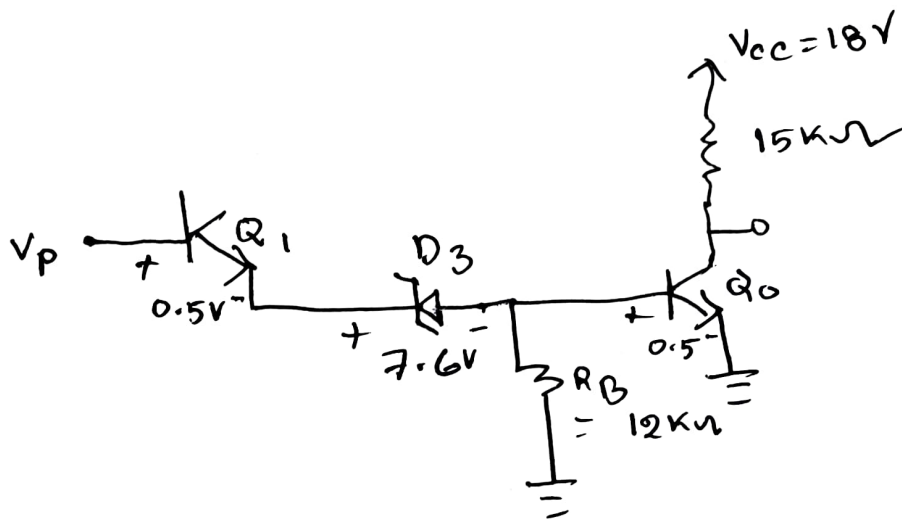 Vcc = 18V
15KΩ
Vp
+
Q1
0.5V
-
D3
+
-
7.6V
Q0
+
0.5
-
RB
= 12KΩ